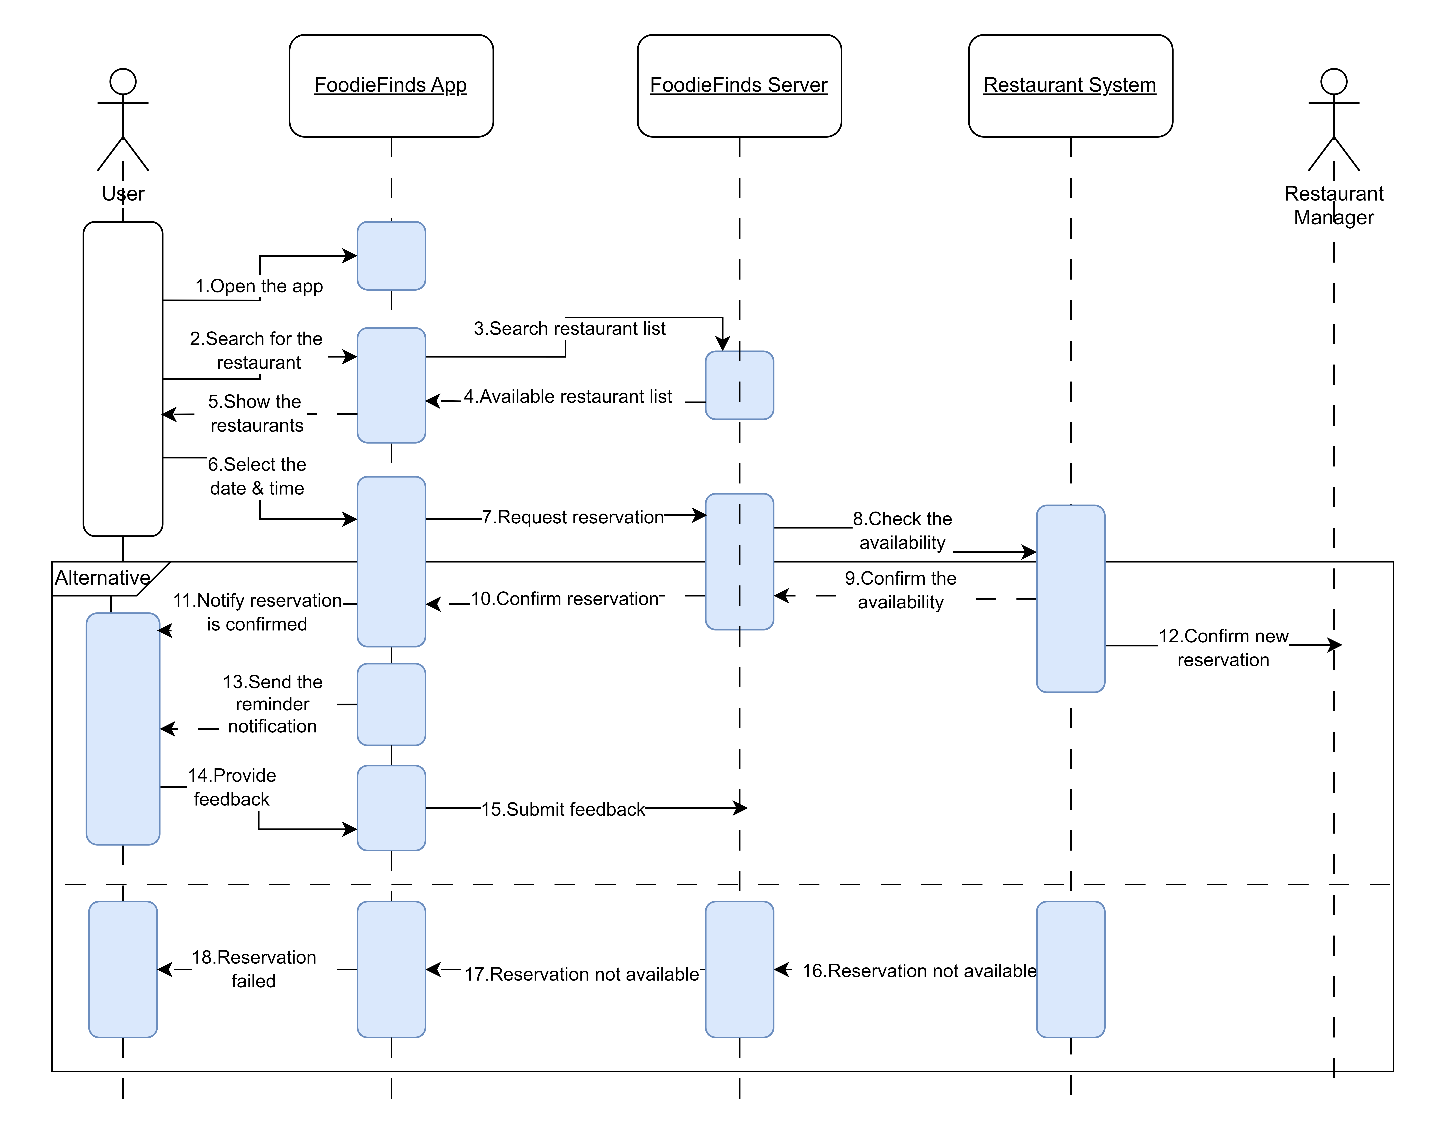 FoodieFinds App
FoodieFinds Server
Restaurant System
User
Restaurant
Manager
1.Open the app
2.Search for the
restaurant
3.Search restaurant list
4.Available restaurant list
5.Show the
restaurants
6.Select the
date & time
7.Request reservation
8.Check the
availability
Alternative
9.Confirm the
availability
10.Confirm reservation
11.Notify reservation
is confirmed
12.Confirm new
reservation
13.Send the
reminder
notification
14.Provide
feedback
15.Submit feedback
16.Reservation not available
17.Reservation not available
18.Reservation
failed